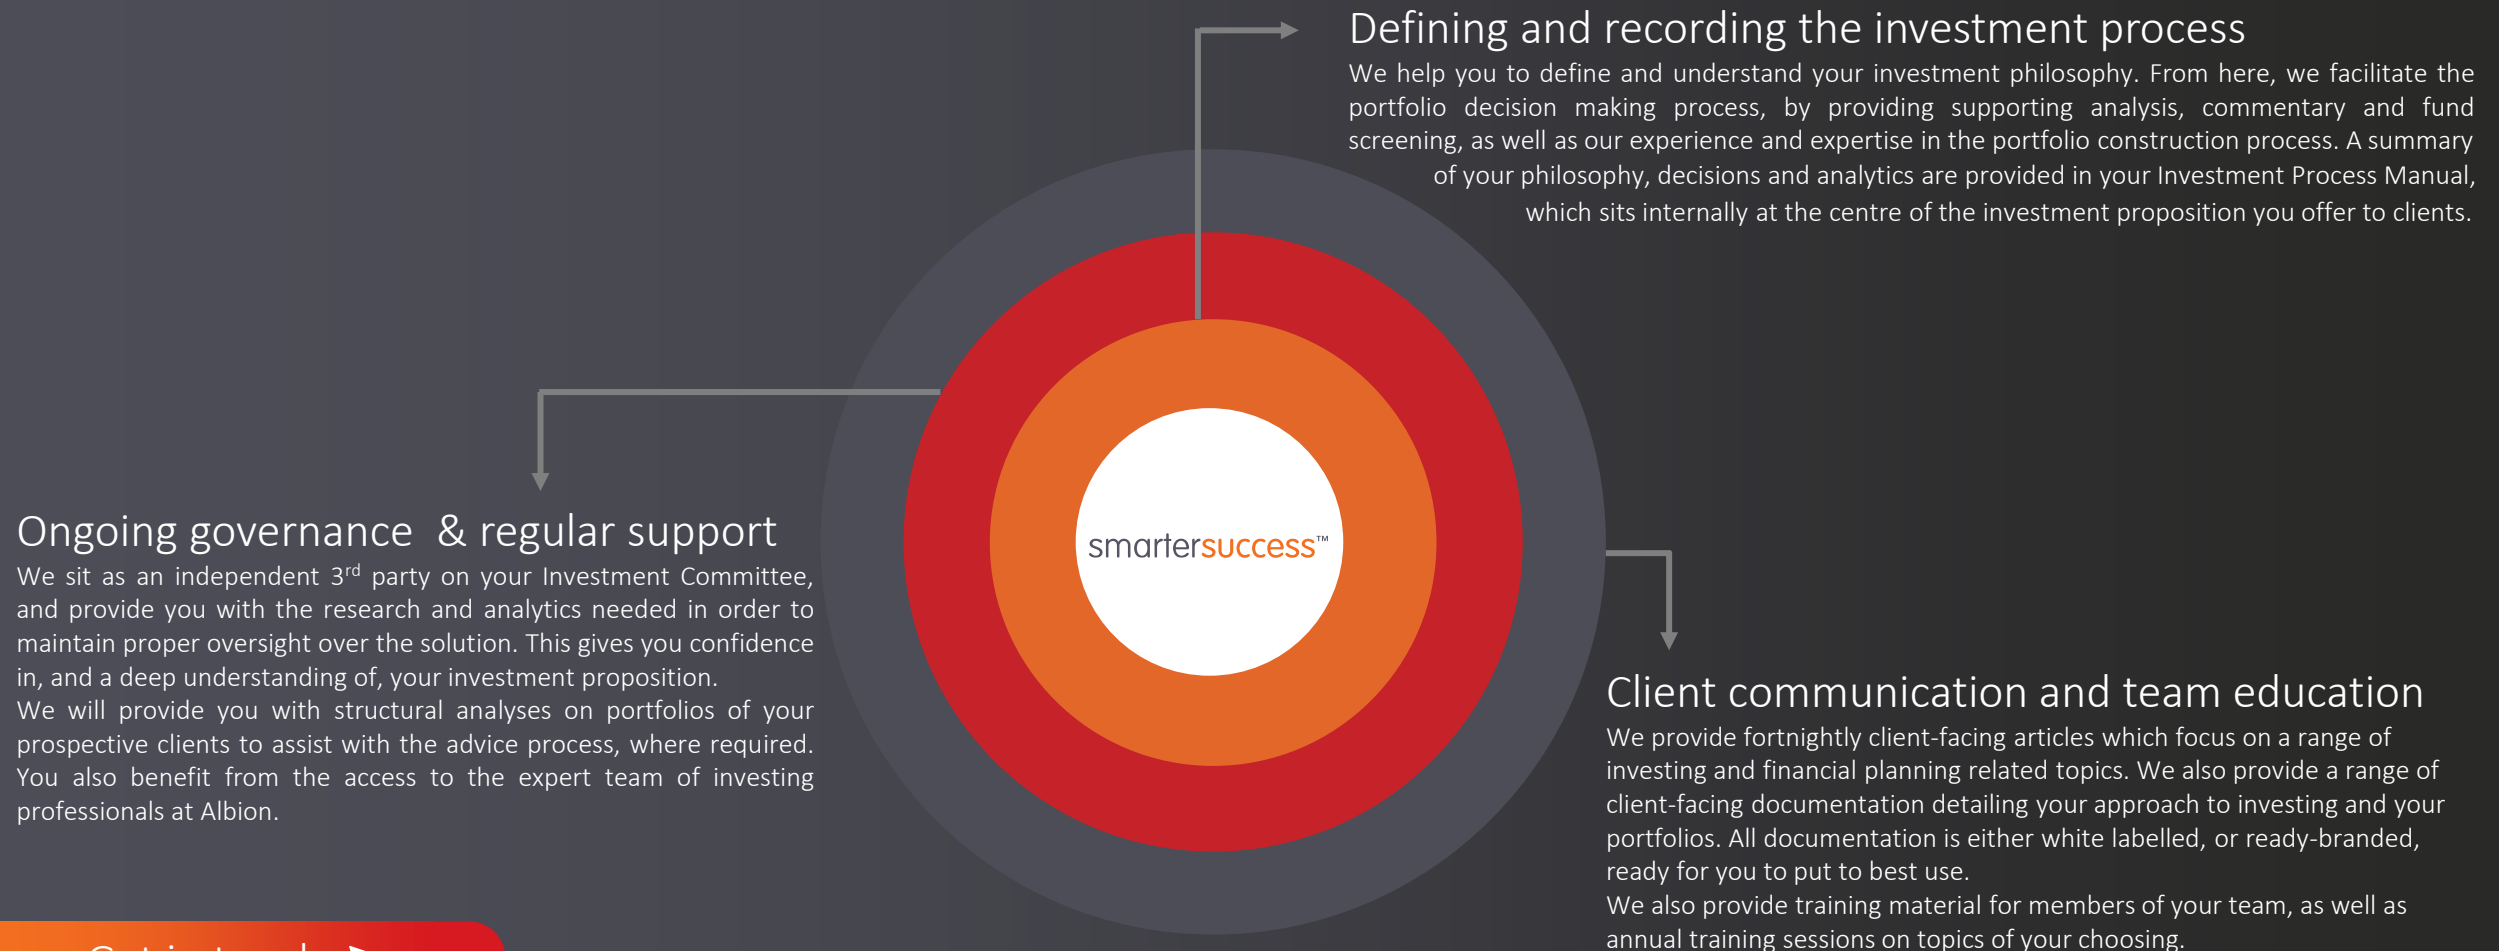 Defining and recording the investment process
We help you to define and understand your investment philosophy. From here, we facilitate the
portfolio decision making process, by providing supporting analysis, commentary and fund
screening, as well as our experience and expertise in the portfolio construction process. A summary
of your philosophy, decisions and analytics are provided in your Investment Process Manual,
which sits internally at the centre of the investment proposition you offer to clients.
smartersuccess™
Ongoing governance & regular support
We sit as an independent 3rd party on your Investment Committee,
and provide you with the research and analytics needed in order to
maintain proper oversight over the solution. This gives you confidence
in, and a deep understanding of, your investment proposition.
We will provide you with structural analyses on portfolios of your
prospective clients to assist with the advice process, where required.
You also benefit from the access to the expert team of investing
professionals at Albion.
Client communication and team education
We provide fortnightly client-facing articles which focus on a range of
investing and financial planning related topics. We also provide a range of
client-facing documentation detailing your approach to investing and your
portfolios. All documentation is either white labelled, or ready-branded,
ready for you to put to best use.
We also provide training material for members of your team, as well as
annual training sessions on topics of your choosing.